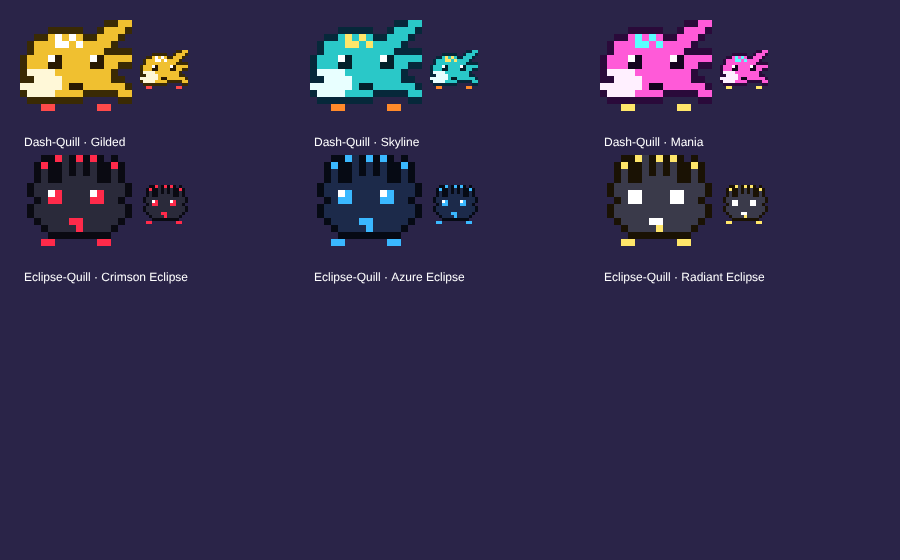 Dash-Quill · Gilded
Dash-Quill · Skyline
Dash-Quill · Mania
Eclipse-Quill · Crimson Eclipse
Eclipse-Quill · Azure Eclipse
Eclipse-Quill · Radiant Eclipse